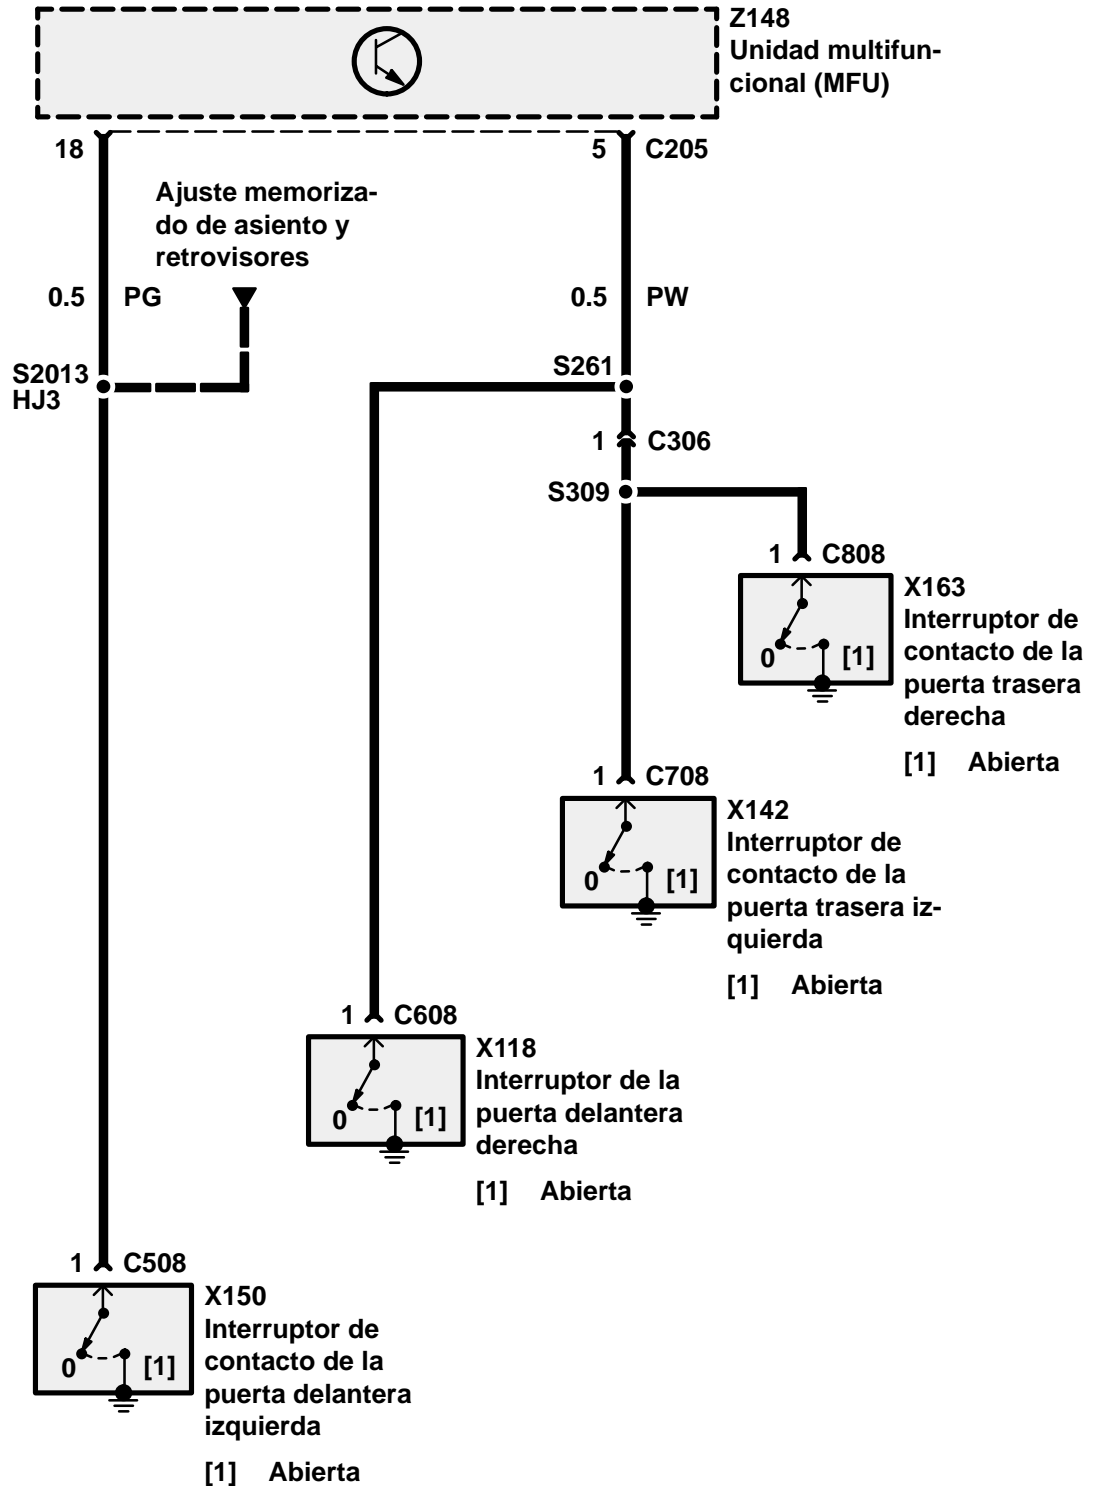 Z148
Unidad multifun-
cional (MFU)
18
5
C205
Ajuste memoriza-
do de asiento y
retrovisores
0.5
PG
0.5
PW
S2013
HJ3
S261
1
C306
S309
1
C808
X163
Interruptor de
contacto de la
puerta trasera
derecha
[1] Abierta
0
[1]
1
C708
X142
Interruptor de
contacto de la
puerta trasera iz-
quierda
[1] Abierta
0
[1]
1
C608
X118
Interruptor de la
puerta delantera
derecha
[1] Abierta
0
[1]
1
C508
X150
Interruptor de
contacto de la
puerta delantera
izquierda
[1] Abierta
0
[1]